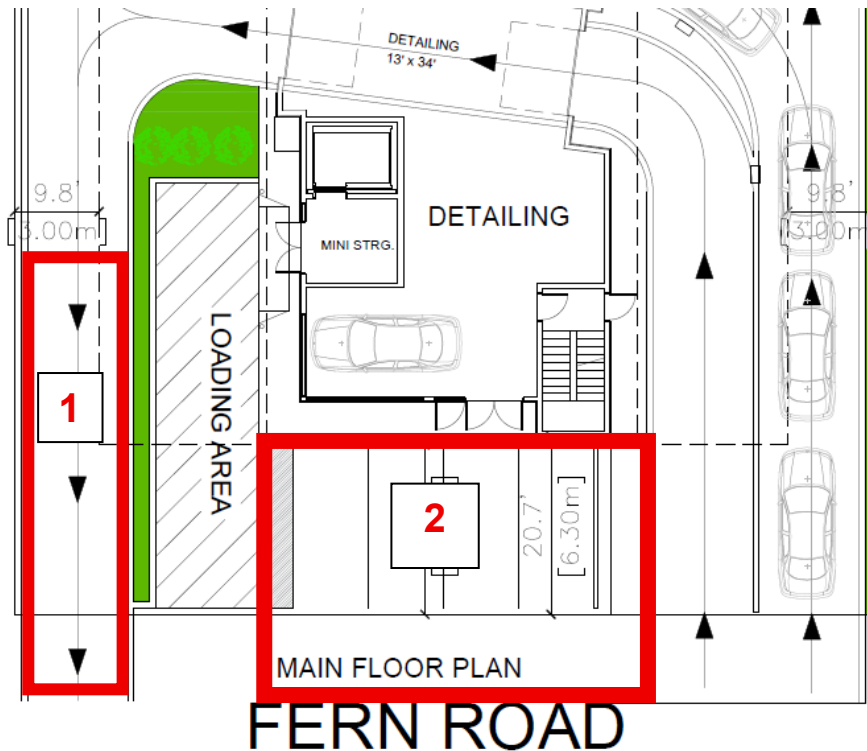 DETAILING
13' x 34'
9.8'
3.00m
9.8'
3.00m
DETAILING
MINI STRG.
LOADING AREA
1
2
20.7'
[6.30m]
MAIN FLOOR PLAN
FERN ROAD